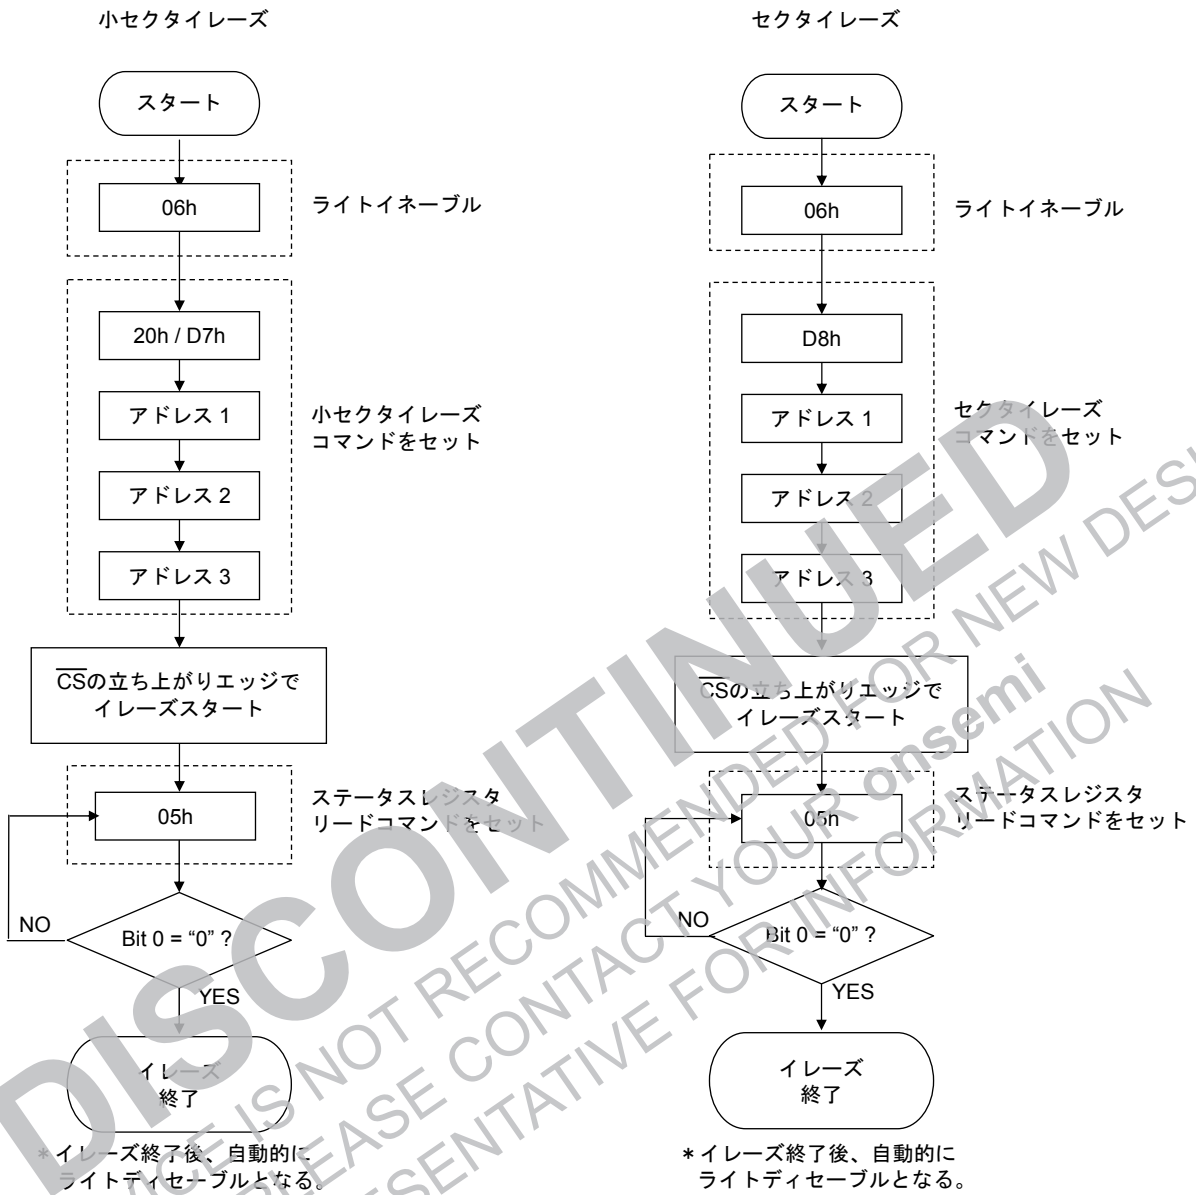 小セクタイレーズ
スタート
06h
ライトイネーブル
20h / D7h
アドレス 1
アドレス 2
アドレス 3
小セクタイレーズ
コマンドをセット
CSの立ち上がりエッジで
イレーズスタート
05h
ステータスレジスタ
リードコマンドをセット
Bit 0 = “0” ?
NO
YES
イレーズ
終了
* イレーズ終了後、自動的に
ライトディセーブルとなる。
セクタイレーズ
スタート
06h
ライトイネーブル
D8h
アドレス 1
アドレス 2
アドレス 3
セクタイレーズ
コマンドをセット
CSの立ち上がりエッジで
イレーズスタート
05h
ステータスレジスタ
リードコマンドをセット
Bit 0 = “0” ?
NO
YES
イレーズ
終了
* イレーズ終了後、自動的に
ライトディセーブルとなる。
DISCONTINUED
IS NOT RECOMMENDED FOR NEW
PLEASE CONTACT YOUR onsemi
FOR INFORMATION